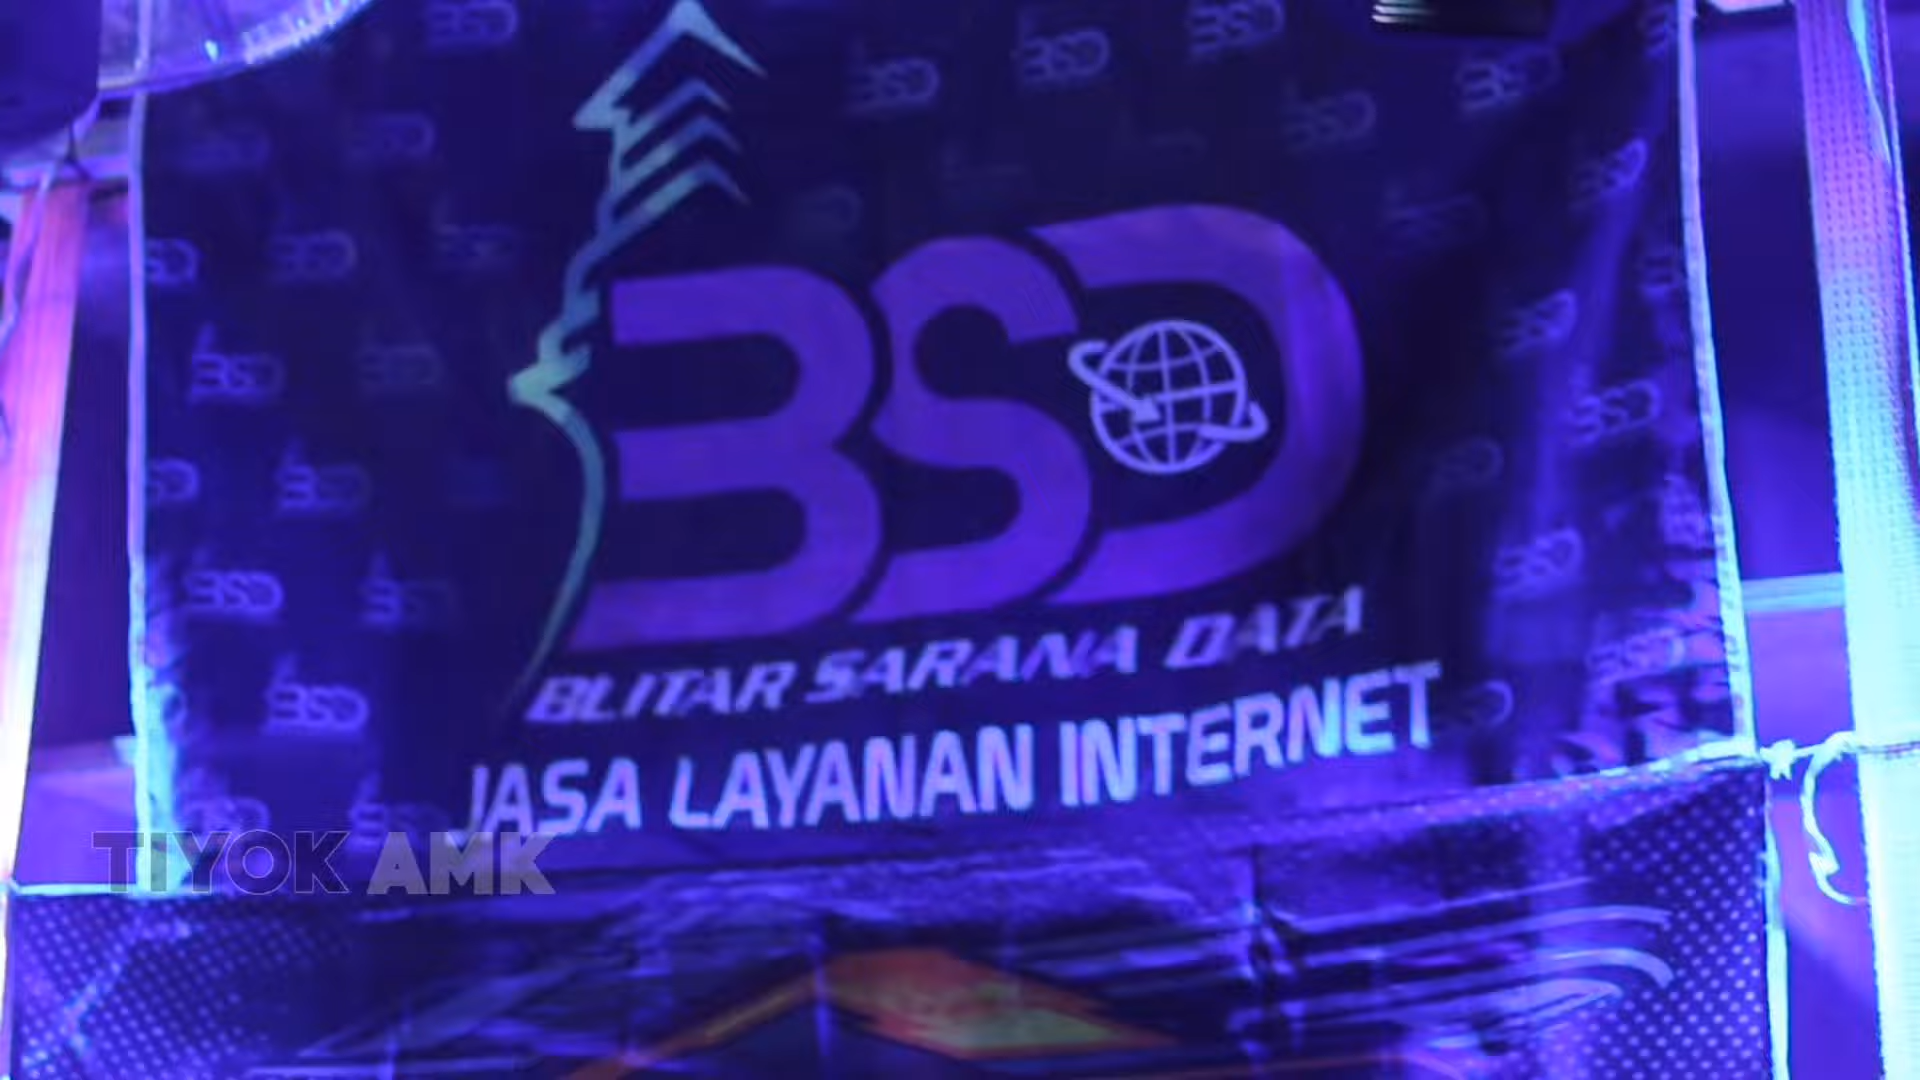 BSD
BLITAR SARANA DATA
JASA LAYANAN INTERNET
TIYOK AMK